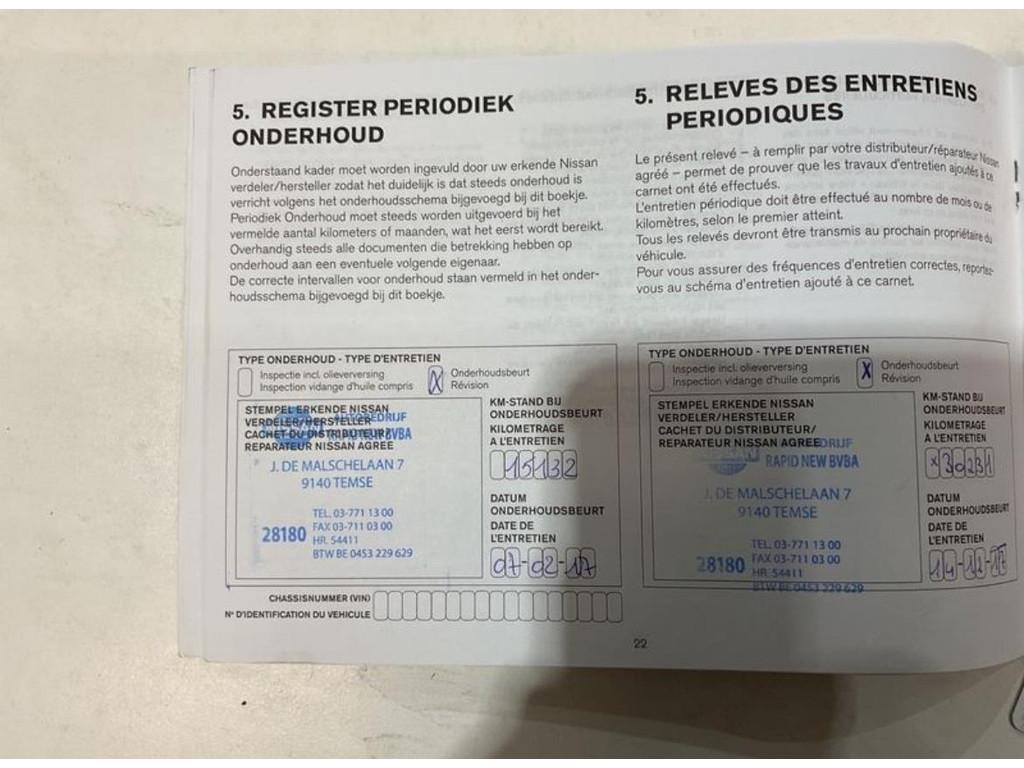 5. REGISTER PERIODIEK
ONDERHOUD
Onderstaand kader moet worden ingevuld door uw erkende Nissan
verdeler/hersteller zodat het duidelijk is dat steeds onderhoud is
verricht volgens het onderhoudsschema bijgevoegd bij dit boekje.
Periodiek Onderhoud moet steeds worden uitgevoerd bij het
vermelde aantal kilometers of maanden, wat het eerst wordt bereikt.
Overhandig steeds alle documenten die betrekking hebben op
onderhoud aan een eventuele volgende eigenaar.
De correcte intervallen voor onderhoud staan vermeld in het onder-
houdsschema bijgevoegd bij dit boekje.
TYPE ONDERHOUD - TYPE D'ENTRETIEN
Inspectie incl. olieverversing
Inspection vidange d'huile compris
X
Onderhoudsbeurt
Révision
STEMPEL ERKENDE NISSAN
VERDELER/HERSTELLER
CACHET DU DISTRIBUTEUR/
REPARATEUR NISSAN AGREE
AUTOBEDRIJF
RAPID NEW BVBA
J. DE MALSCHELAAN 7
9140 TEMSE
TEL. 03-771 13 00
28180 FAX 03-711 03 00
HR. 54411
BTW BE 0453 229 629
KM-STAND BIJ
ONDERHOUDSBEURT
KILOMETRAGE
A L'ENTRETIEN
15132
DATUM
ONDERHOUDSBEURT
DATE DE
L'ENTRETIEN
07-02-17
CHASSISNUMMER (VIN)
N° D'IDENTIFICATION DU VEHICULE
5. RELEVES DES ENTRETIENS
PERIODIQUES
Le présent relevé – à remplir par votre distributeur/réparateur Nissan
agréé – permet de prouver que les travaux d'entretien ajoutés à ce
carnet ont été effectués.
L'entretien périodique doit être effectué au nombre de mois ou de
kilomètres, selon le premier atteint.
Tous les relevés devront être transmis au prochain propriétaire du
véhicule.
Pour vous assurer des fréquences d'entretien correctes, reportez-
vous au schéma d'entretien ajouté à ce carnet.
TYPE ONDERHOUD - TYPE D'ENTRETIEN
Inspectie incl. olieverversing
Inspection vidange d'huile compris
X
Onderhoudsbeurt
Révision
STEMPEL ERKENDE NISSAN
VERDELER/HERSTELLER
CACHET DU DISTRIBUTEUR/
REPARATEUR NISSAN AGREE
DRIJF
NISSAN
RAPID NEW BVBA
J. DE MALSCHELAAN 7
9140 TEMSE
TEL. 03-771 13 00
28180 FAX 03-711 03 00
HR. 54411
BTW BE 0453 229 629
KM-STAND BIJ
ONDERHOUDSBEURT
KILOMETRAGE
A L'ENTRETIEN
x30231
DATUM
ONDERHOUDSBEURT
DATE DE
L'ENTRETIEN
14-12-17
22